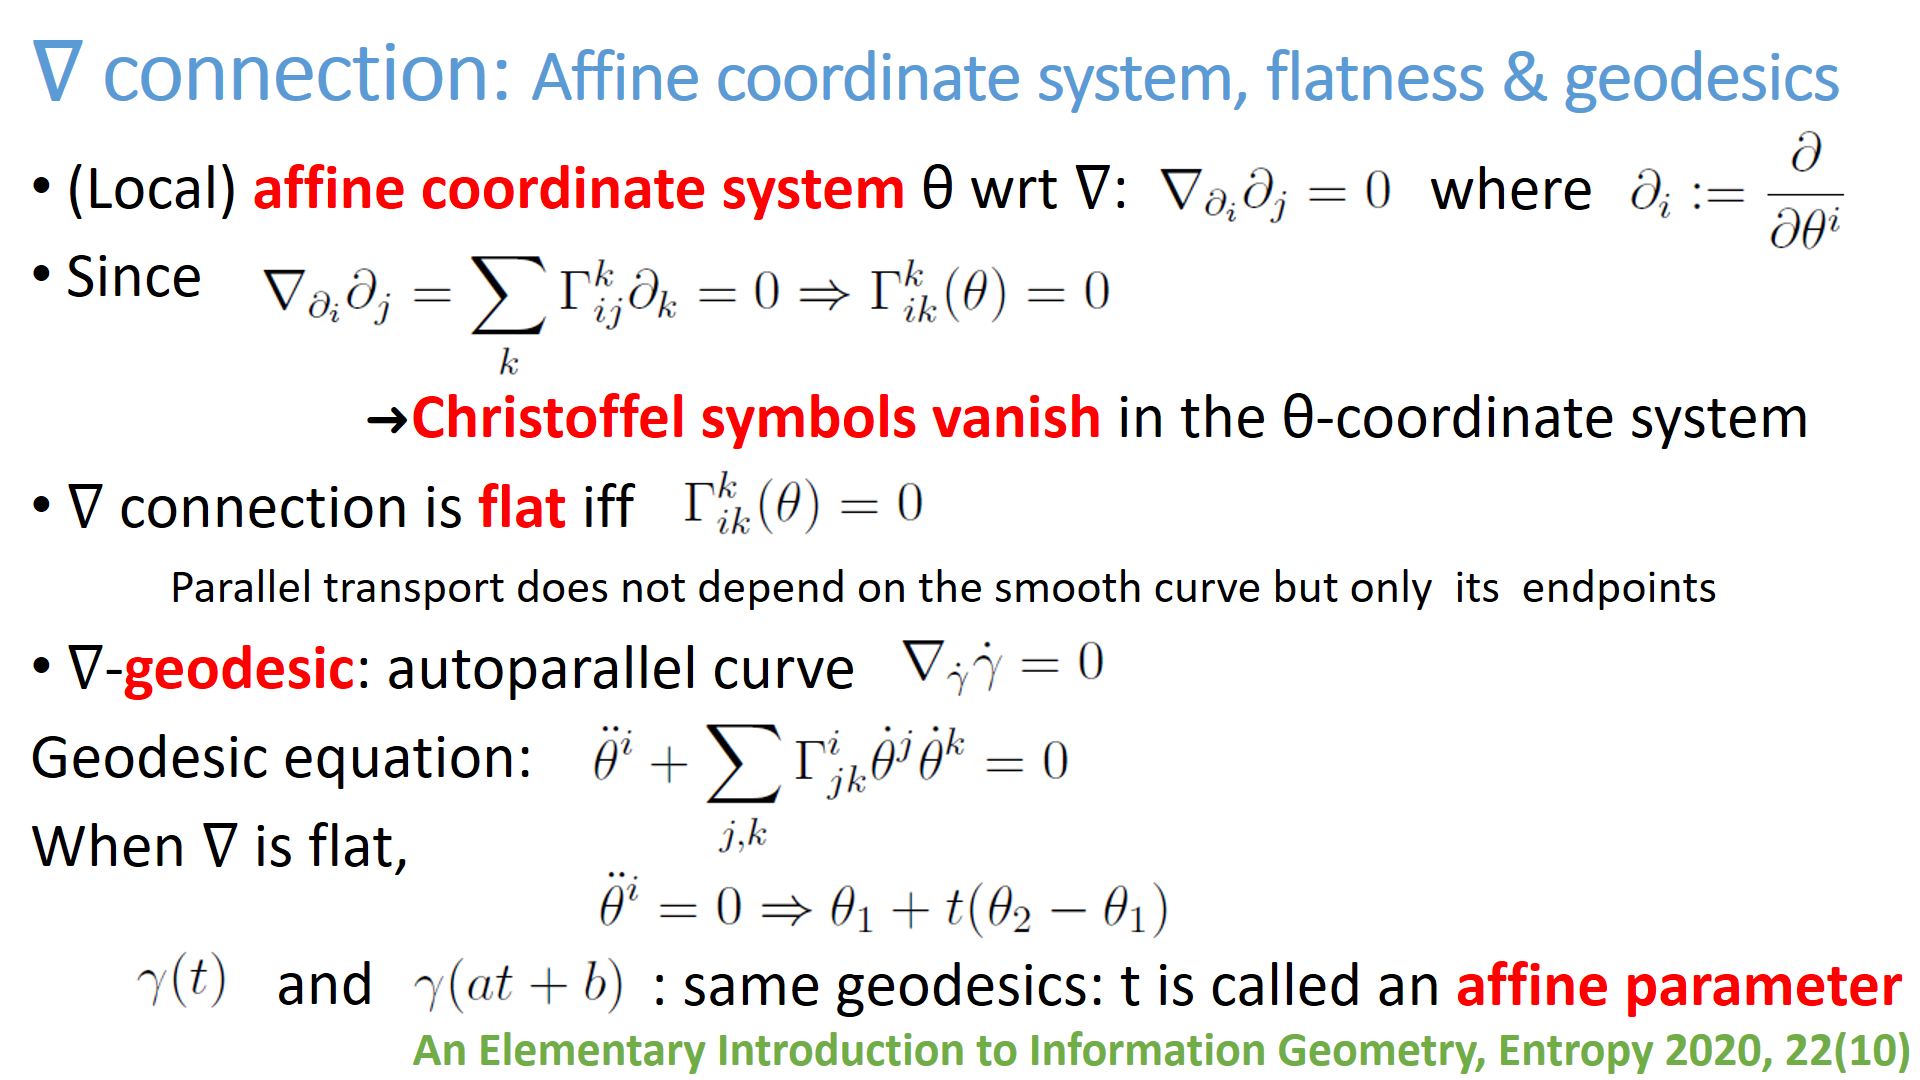 ∇ connection: Affine coordinate system, flatness & geodesics
• (Local) affine coordinate system θ wrt ∇: $\nabla_{\partial_i}\partial_j = 0$ where $\partial_i := \frac{\partial}{\partial\theta^i}$
• Since $\nabla_{\partial_i}\partial_j = \sum_k \Gamma_{ij}^k \partial_k = 0 \Rightarrow \Gamma_{ik}^k(\theta) = 0$
→Christoffel symbols vanish in the θ-coordinate system
• ∇ connection is flat iff $\Gamma_{ik}^k(\theta) = 0$
Parallel transport does not depend on the smooth curve but only its endpoints
• ∇-geodesic: autoparallel curve $\nabla_{\dot{\gamma}}\dot{\gamma} = 0$
Geodesic equation: $\ddot{\theta}^i + \sum_{j,k} \Gamma_{jk}^i \dot{\theta}^j \dot{\theta}^k = 0$
When ∇ is flat,
$\ddot{\theta}^i = 0 \Rightarrow \theta_1 + t(\theta_2 - \theta_1)$
$\gamma(t)$ and $\gamma(at + b)$ : same geodesics: t is called an affine parameter
An Elementary Introduction to Information Geometry, Entropy 2020, 22(10)